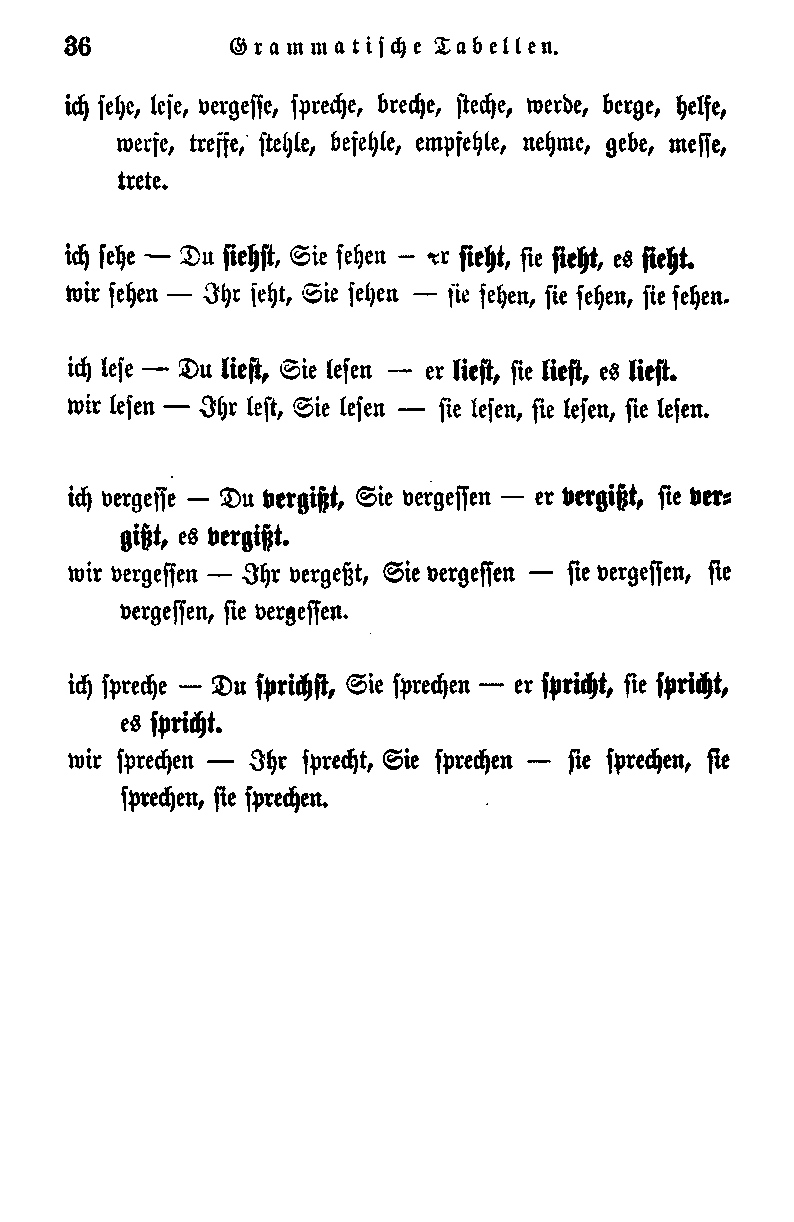 36 Grammatische Tabellen.
ich sehe, lese, vergesse, spreche, breche, steche, werde, berge, helfe,
werfe, treffe, stehle, befehle, empfehle, nehme, gebe, messe,
trete.
ich sehe — Du siehst, Sie sehen — er sieht, sie sieht, es sieht.
wir sehen — Ihr seht, Sie sehen — sie sehen, sie sehen, sie sehen.
ich lese — Du liest, Sie lesen — er liest, sie liest, es liest.
wir lesen — Ihr lest, Sie lesen — sie lesen, sie lesen, sie lesen.
ich vergesse — Du vergißt, Sie vergessen — er vergißt, sie ver-
gißt, es vergißt.
wir vergessen — Ihr vergeßt, Sie vergessen — sie vergessen, sie
vergessen, sie vergessen.
ich spreche — Du sprichst, Sie sprechen — er spricht, sie spricht,
es spricht.
wir sprechen — Ihr sprecht, Sie sprechen — sie sprechen, sie
sprechen, sie sprechen.